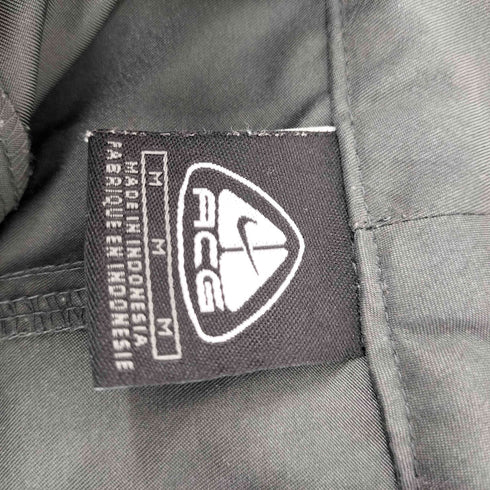 ACG
M M M
MADE IN INDONESIA
FABRIQUE EN INDONESIE